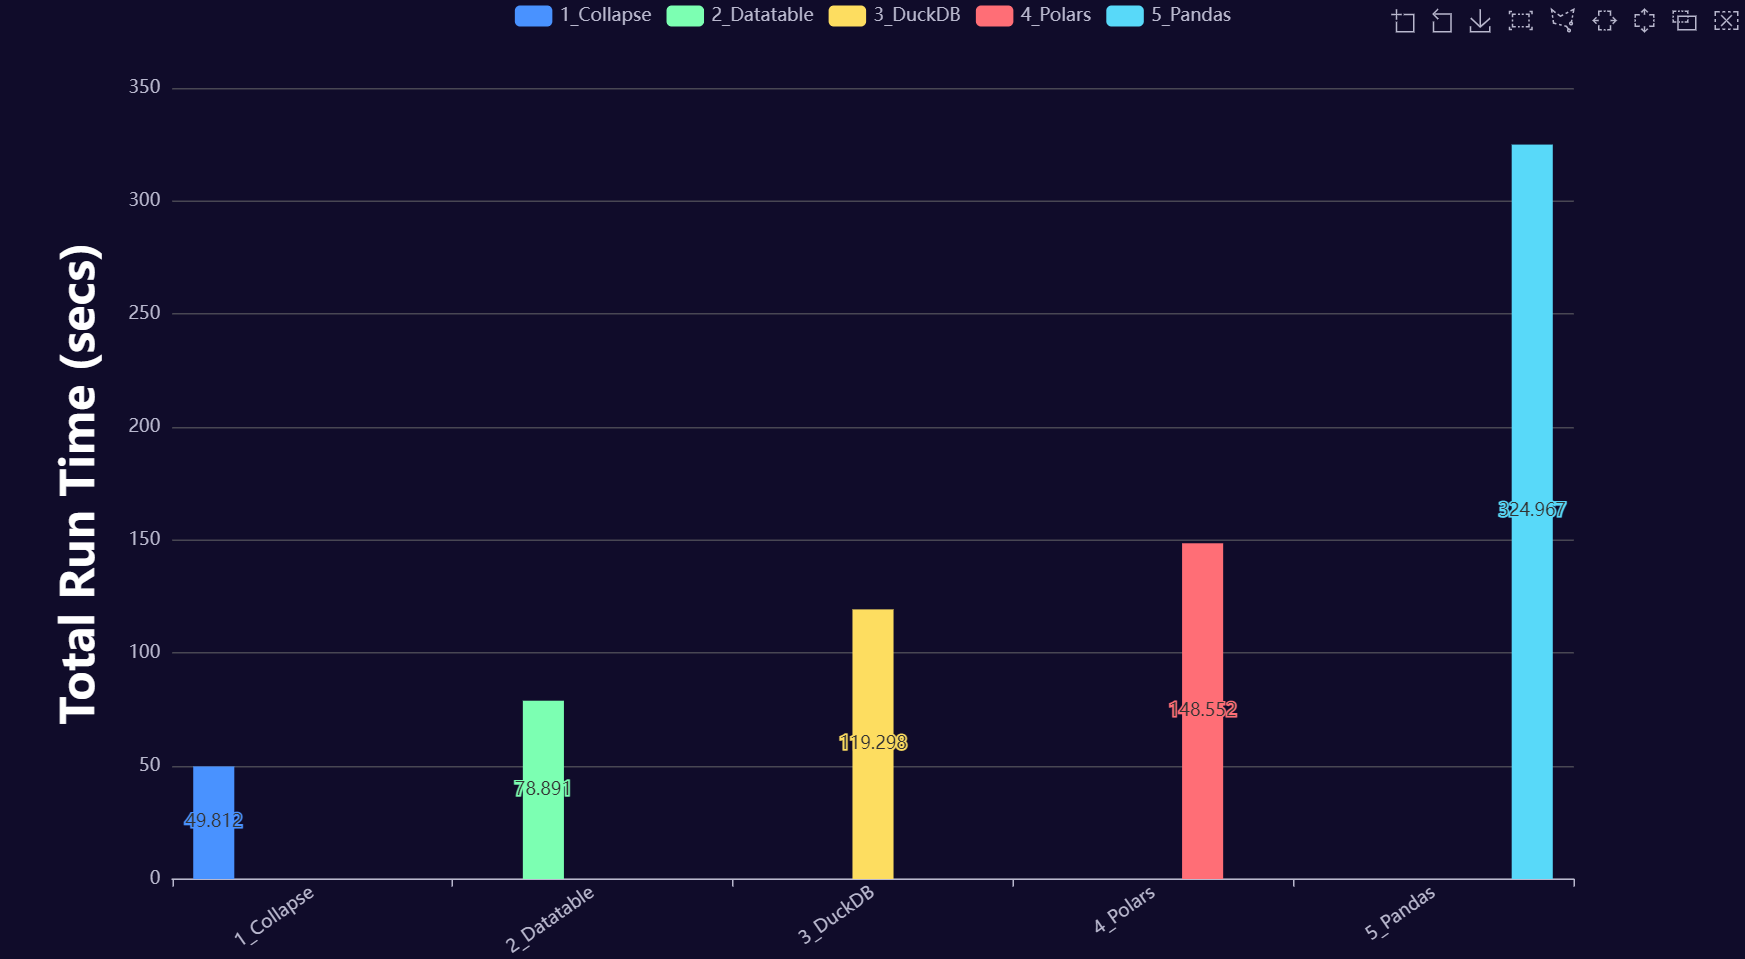 1_Collapse 2_Datatable 3_DuckDB 4_Polars 5_Pandas
Total Run Time (secs)
350
300
250
200
150
100
50
0
49.812
78.891
119.298
148.552
324.967
1_Collapse
2_Datatable
3_DuckDB
4_Polars
5_Pandas